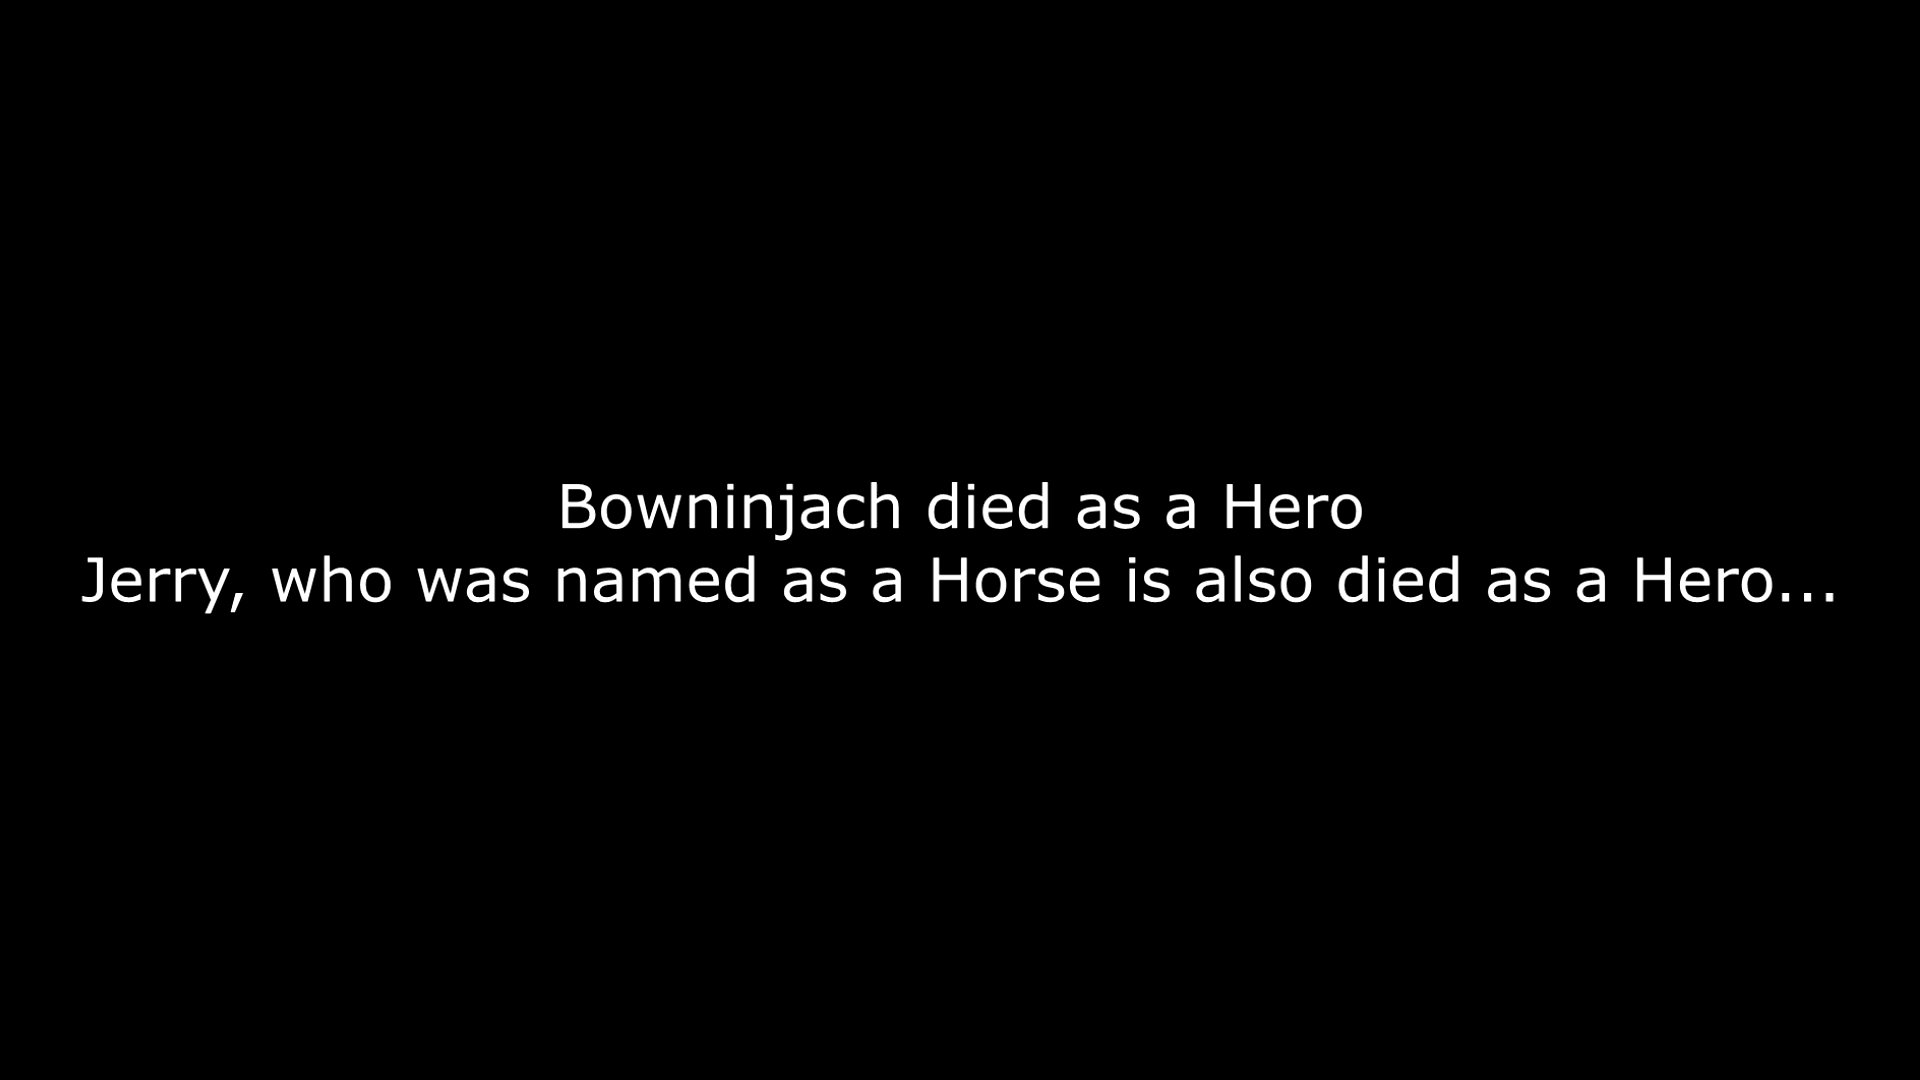 Bowninjach died as a Hero
Jerry, who was named as a Horse is also died as a Hero...